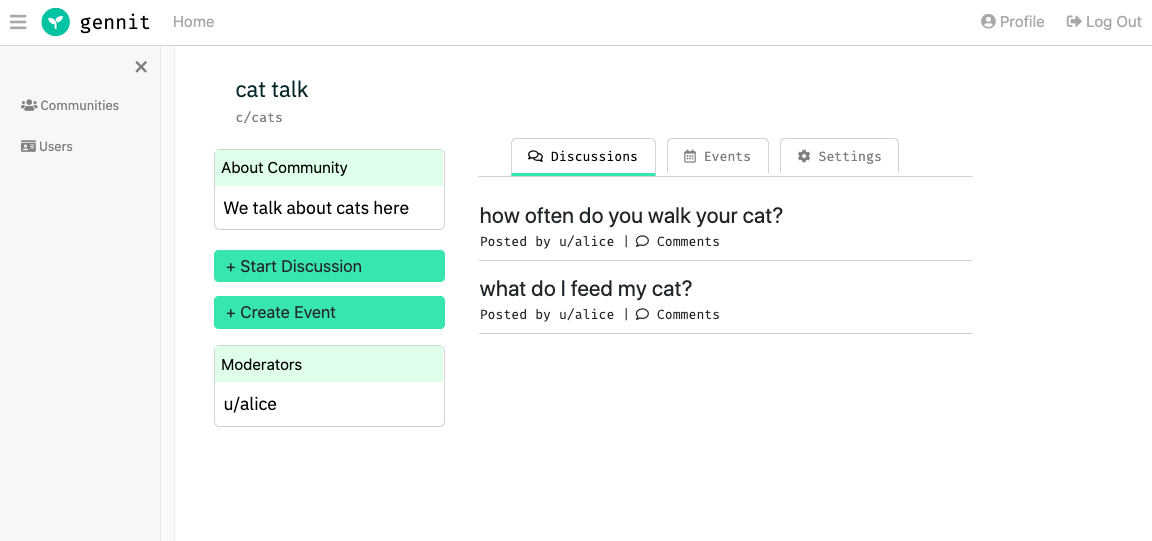 gennit Home Profile Log Out
Communities
Users
cat talk
c/cats
About Community
We talk about cats here
+ Start Discussion
+ Create Event
Moderators
u/alice
Discussions Events Settings
how often do you walk your cat?
Posted by u/alice | Comments
what do I feed my cat?
Posted by u/alice | Comments